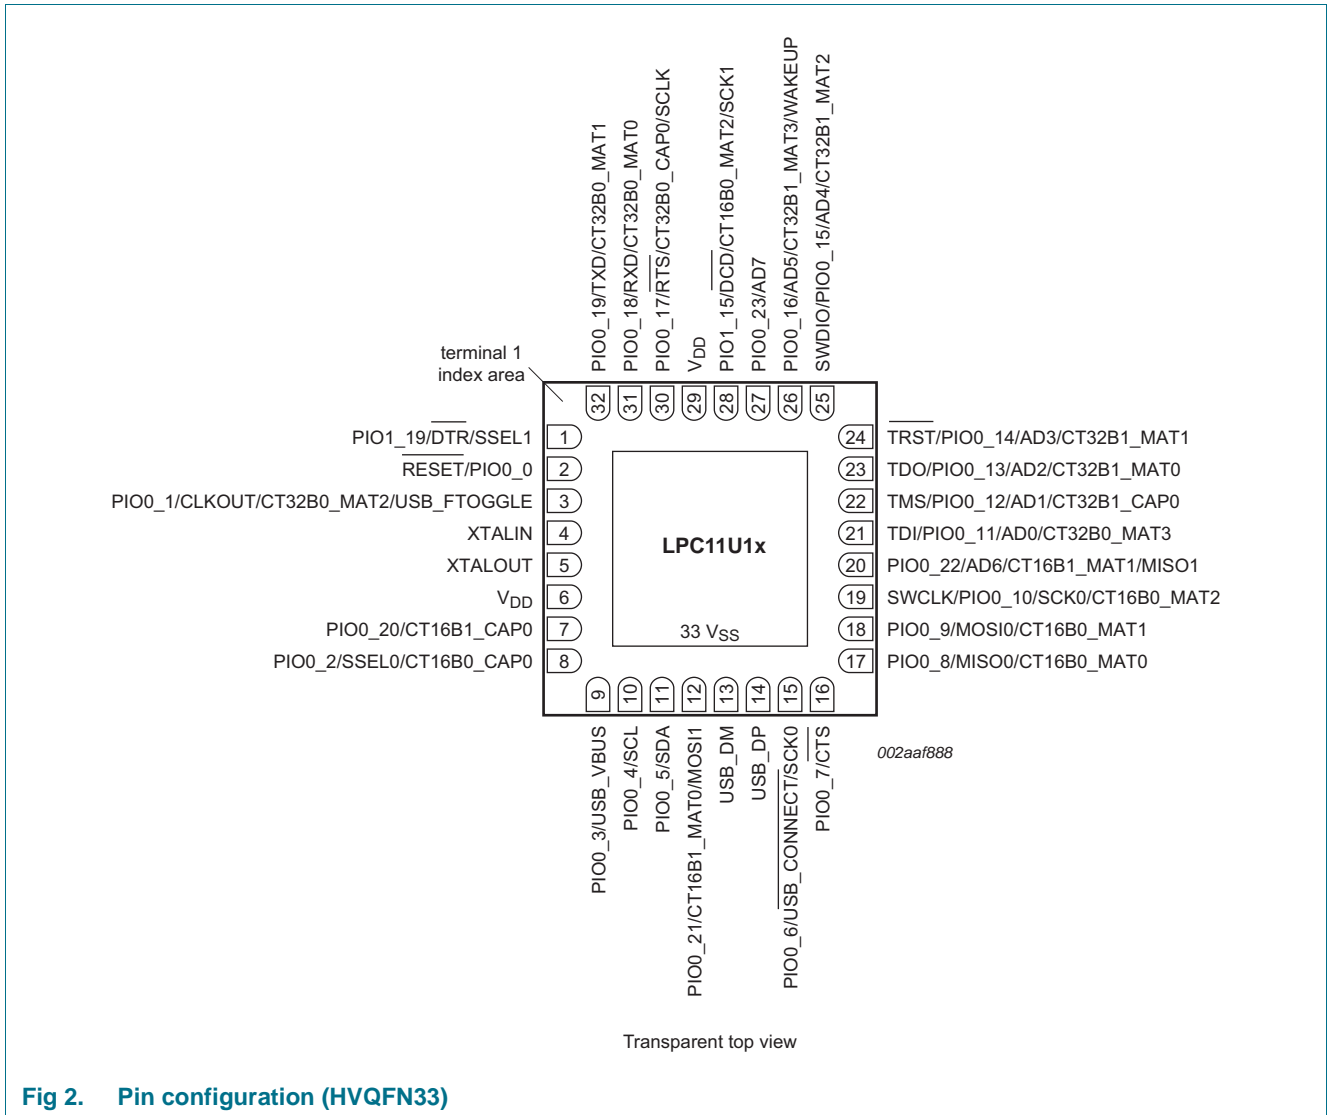 PIO0_19/TXD/CT32B0_MAT1
PIO0_18/RXD/CT32B0_MAT0
PIO0_17/RTS/CT32B0_CAP0/SCLK
VDD
PIO1_15/DCD/CT16B0_MAT2/SCK1
PIO0_23/AD7
PIO0_16/AD5/CT32B1_MAT3/WAKEUP
SWDIO/PIO0_15/AD4/CT32B1_MAT2
terminal 1
index area
32
31
30
29
28
27
26
25
PIO1_19/DTR/SSEL1 1
RESET/PIO0_0 2
PIO0_1/CLKOUT/CT32B0_MAT2/USB_FTOGGLE 3
XTALIN 4
XTALOUT 5
VDD 6
PIO0_20/CT16B1_CAP0 7
PIO0_2/SSEL0/CT16B0_CAP0 8
LPC11U1x
33 VSS
24 TRST/PIO0_14/AD3/CT32B1_MAT1
23 TDO/PIO0_13/AD2/CT32B1_MAT0
22 TMS/PIO0_12/AD1/CT32B1_CAP0
21 TDI/PIO0_11/AD0/CT32B0_MAT3
20 PIO0_22/AD6/CT16B1_MAT1/MISO1
19 SWCLK/PIO0_10/SCK0/CT16B0_MAT2
18 PIO0_9/MOSI0/CT16B0_MAT1
17 PIO0_8/MISO0/CT16B0_MAT0
9
10
11
12
13
14
15
16
PIO0_3/USB_VBUS
PIO0_4/SCL
PIO0_5/SDA
PIO0_21/CT16B1_MAT0/MOSI1
USB_DM
USB_DP
PIO0_6/USB_CONNECT/SCK0
PIO0_7/CTS
002aaf888
Transparent top view
Fig 2. Pin configuration (HVQFN33)